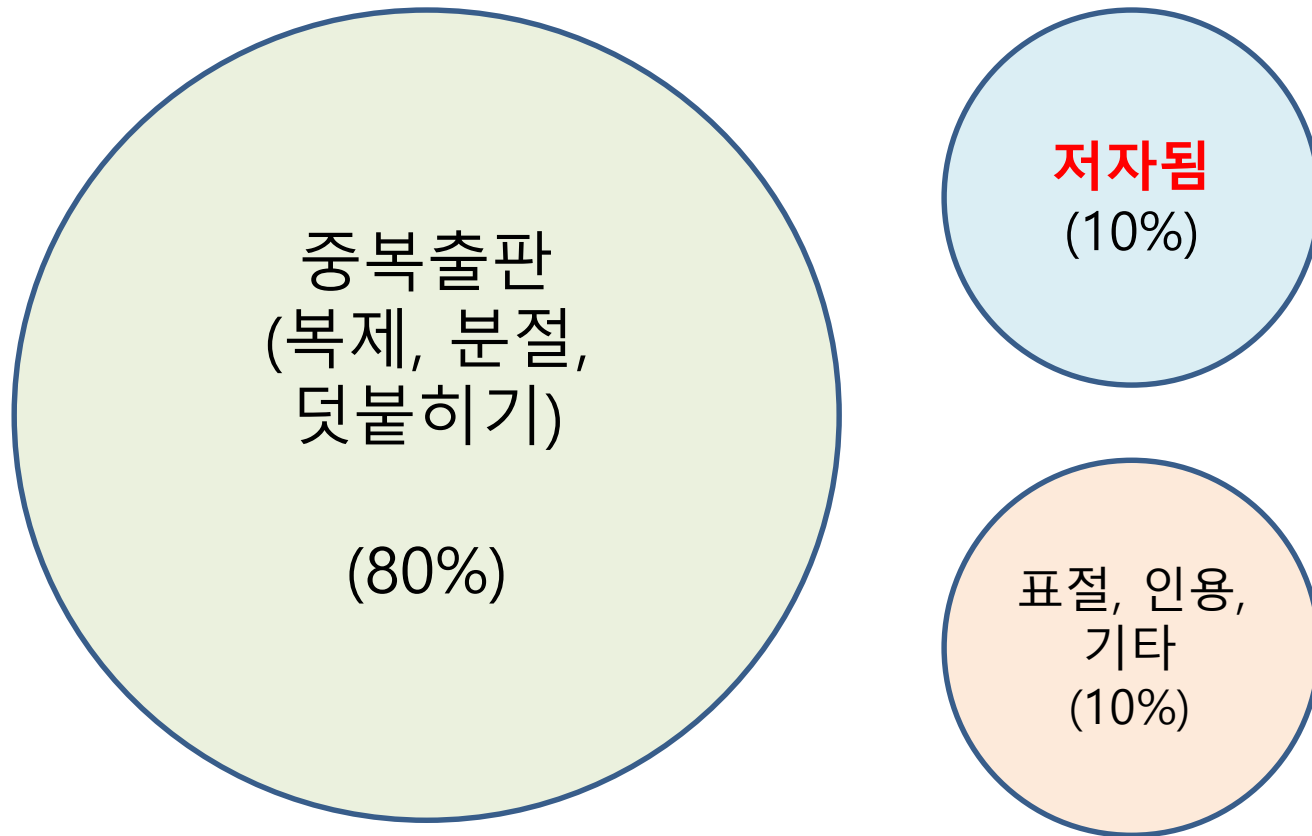 중복출판
(복제, 분절,
덧붙히기)
(80%)
저자됨
(10%)
표절, 인용,
기타
(10%)